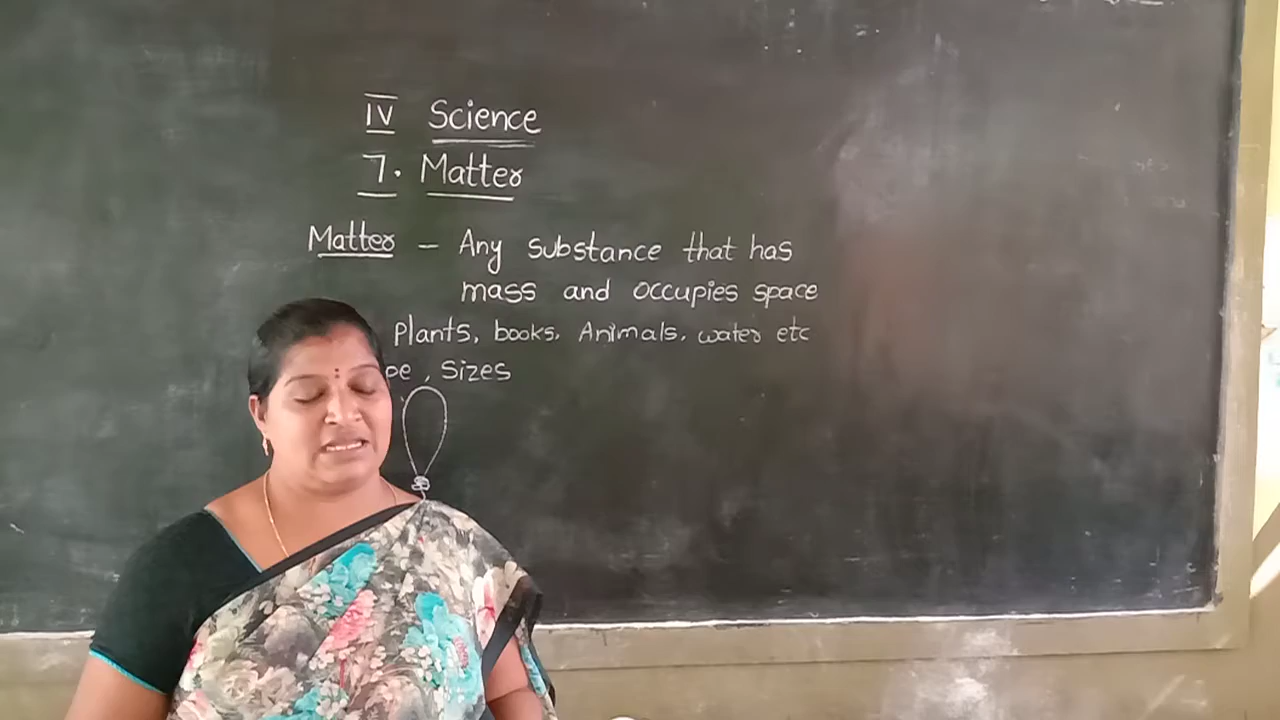 IV Science
7. Matter
Matter - Any substance that has
mass and occupies space
Plants, books, Animals, water etc
pe, Sizes